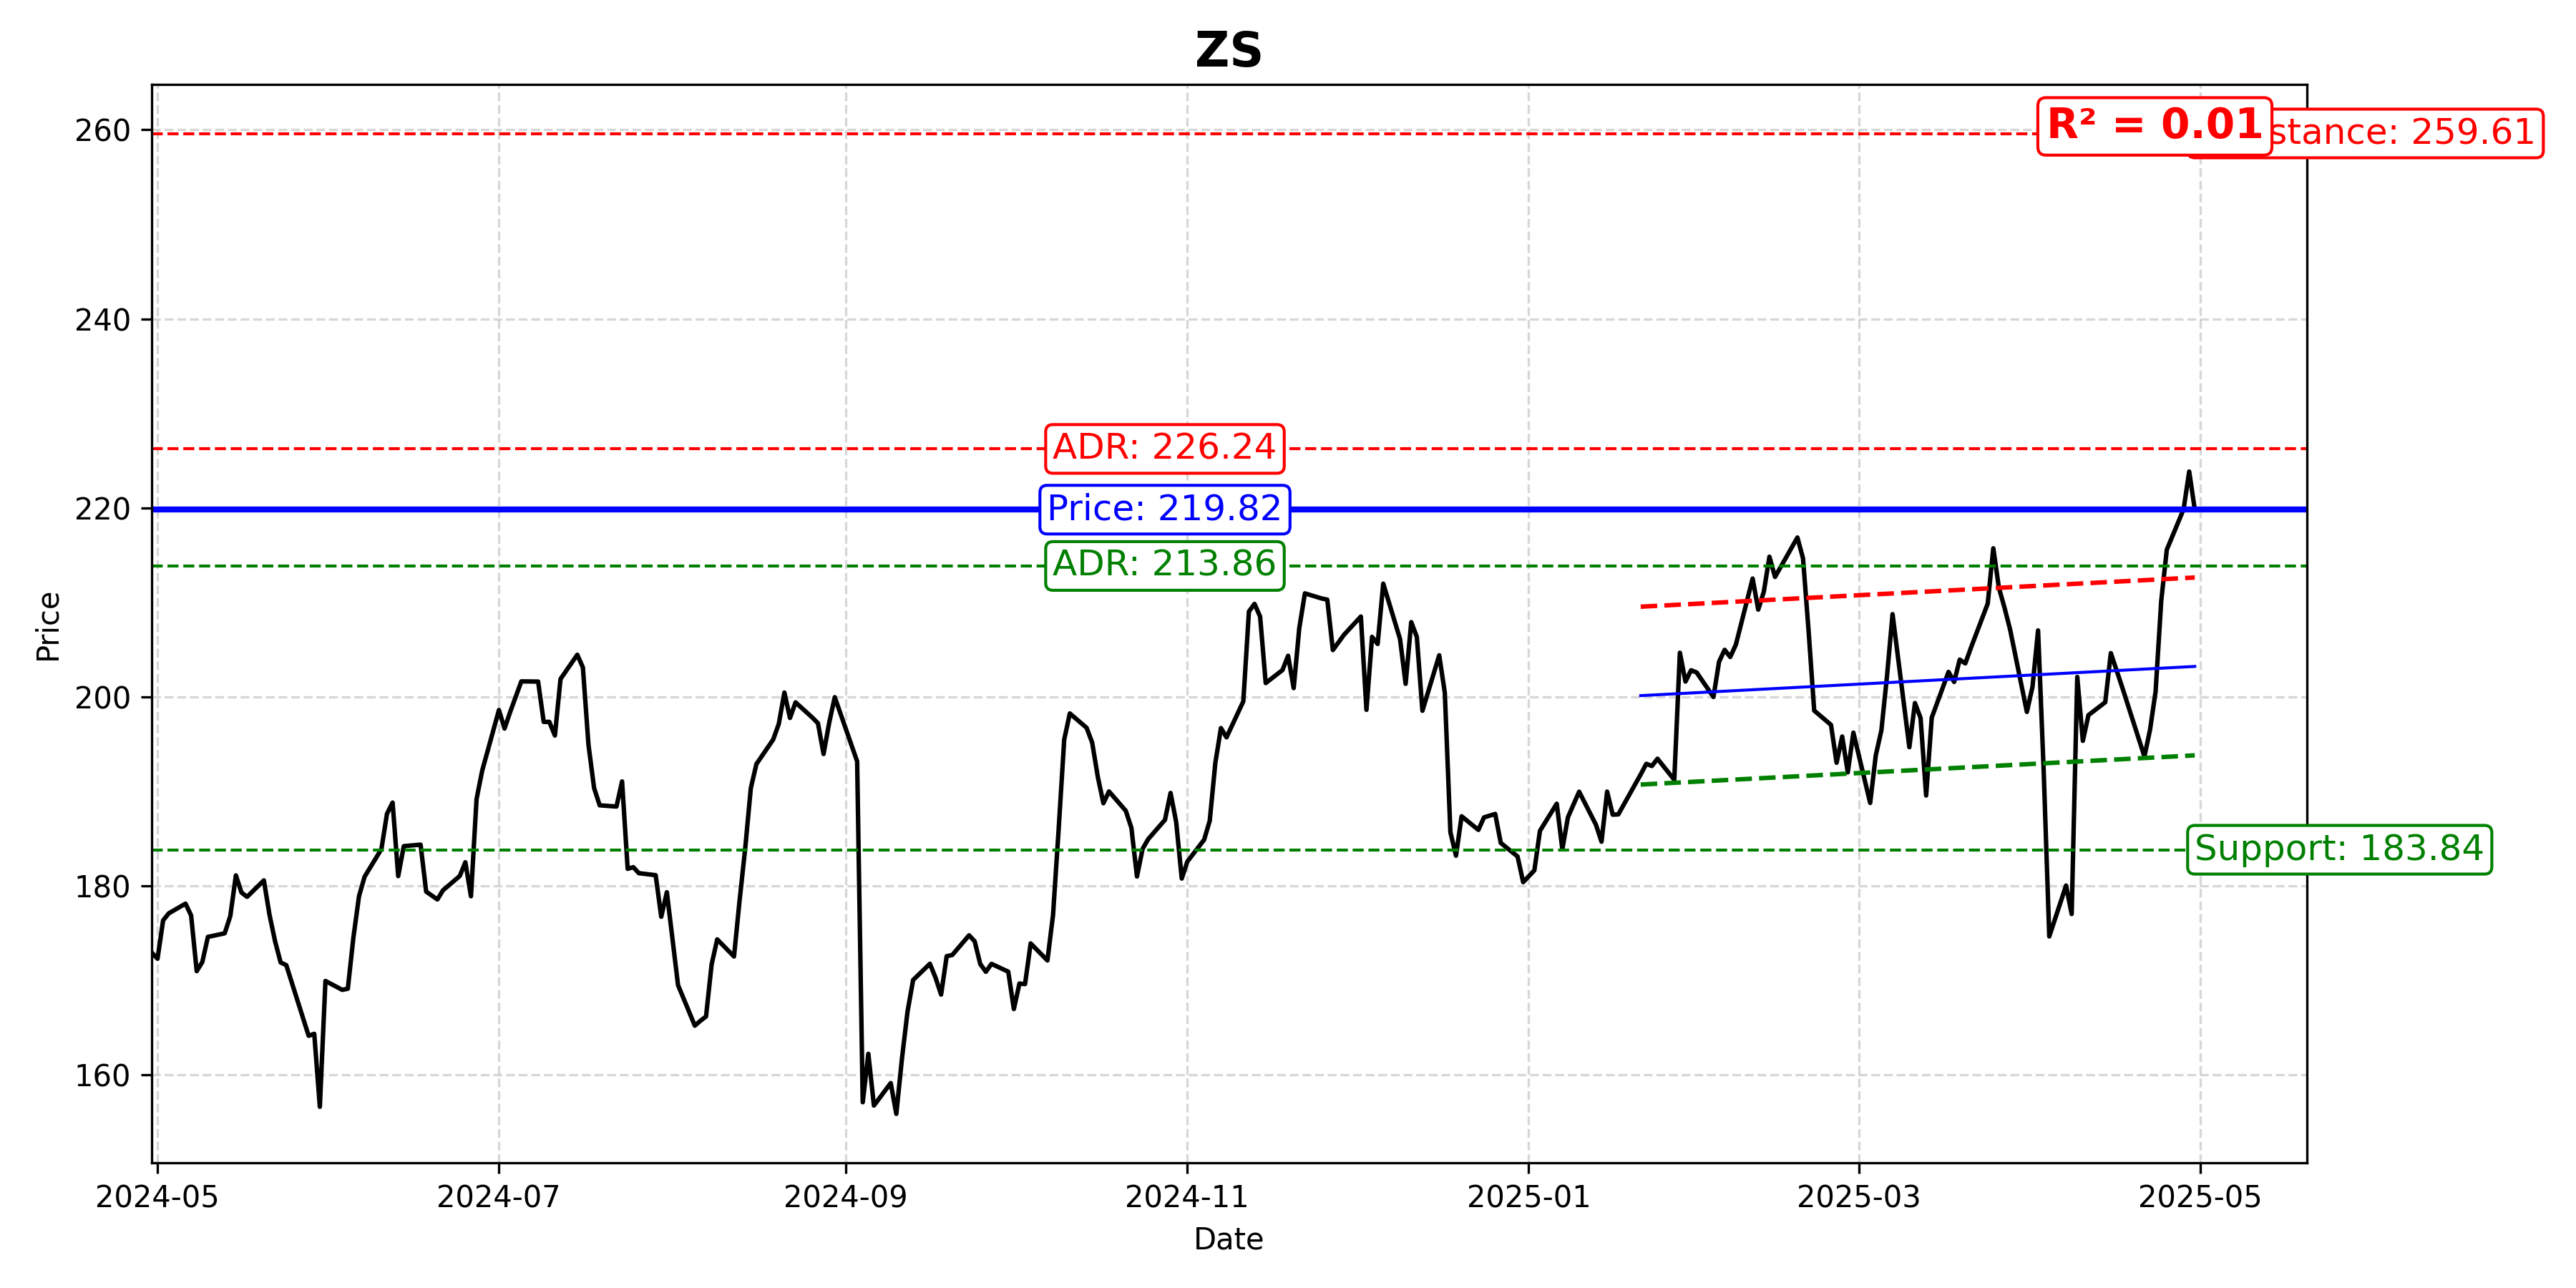 ZS
260
240
220
200
180
160
Price
R² = 0.01
stance: 259.61
ADR: 226.24
Price: 219.82
ADR: 213.86
Support: 183.84
2024-05
2024-07
2024-09
2024-11
2025-01
2025-03
2025-05
Date